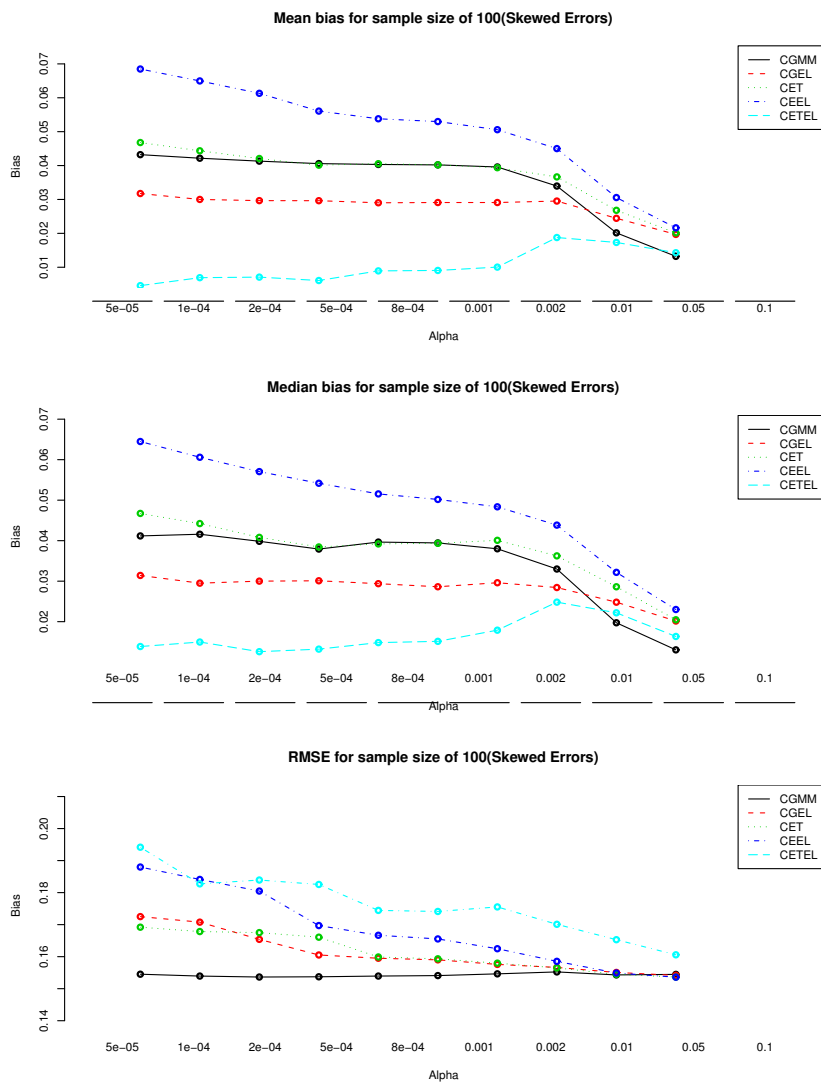 Mean bias for sample size of 100(Skewed Errors)
0.07
0.06
0.05
0.04
0.03
0.02
0.01
Bias
CGMM
CGEL
CET
CEEL
CETEL
5e−05 1e−04 2e−04 5e−04 8e−04 0.001 0.002 0.01 0.05 0.1
Alpha
Median bias for sample size of 100(Skewed Errors)
0.07
0.06
0.05
0.04
0.03
0.02
Bias
CGMM
CGEL
CET
CEEL
CETEL
5e−05 1e−04 2e−04 5e−04 8e−04 0.001 0.002 0.01 0.05 0.1
Alpha
RMSE for sample size of 100(Skewed Errors)
0.20
0.18
0.16
0.14
Bias
CGMM
CGEL
CET
CEEL
CETEL
5e−05 1e−04 2e−04 5e−04 8e−04 0.001 0.002 0.01 0.05 0.1
Alpha